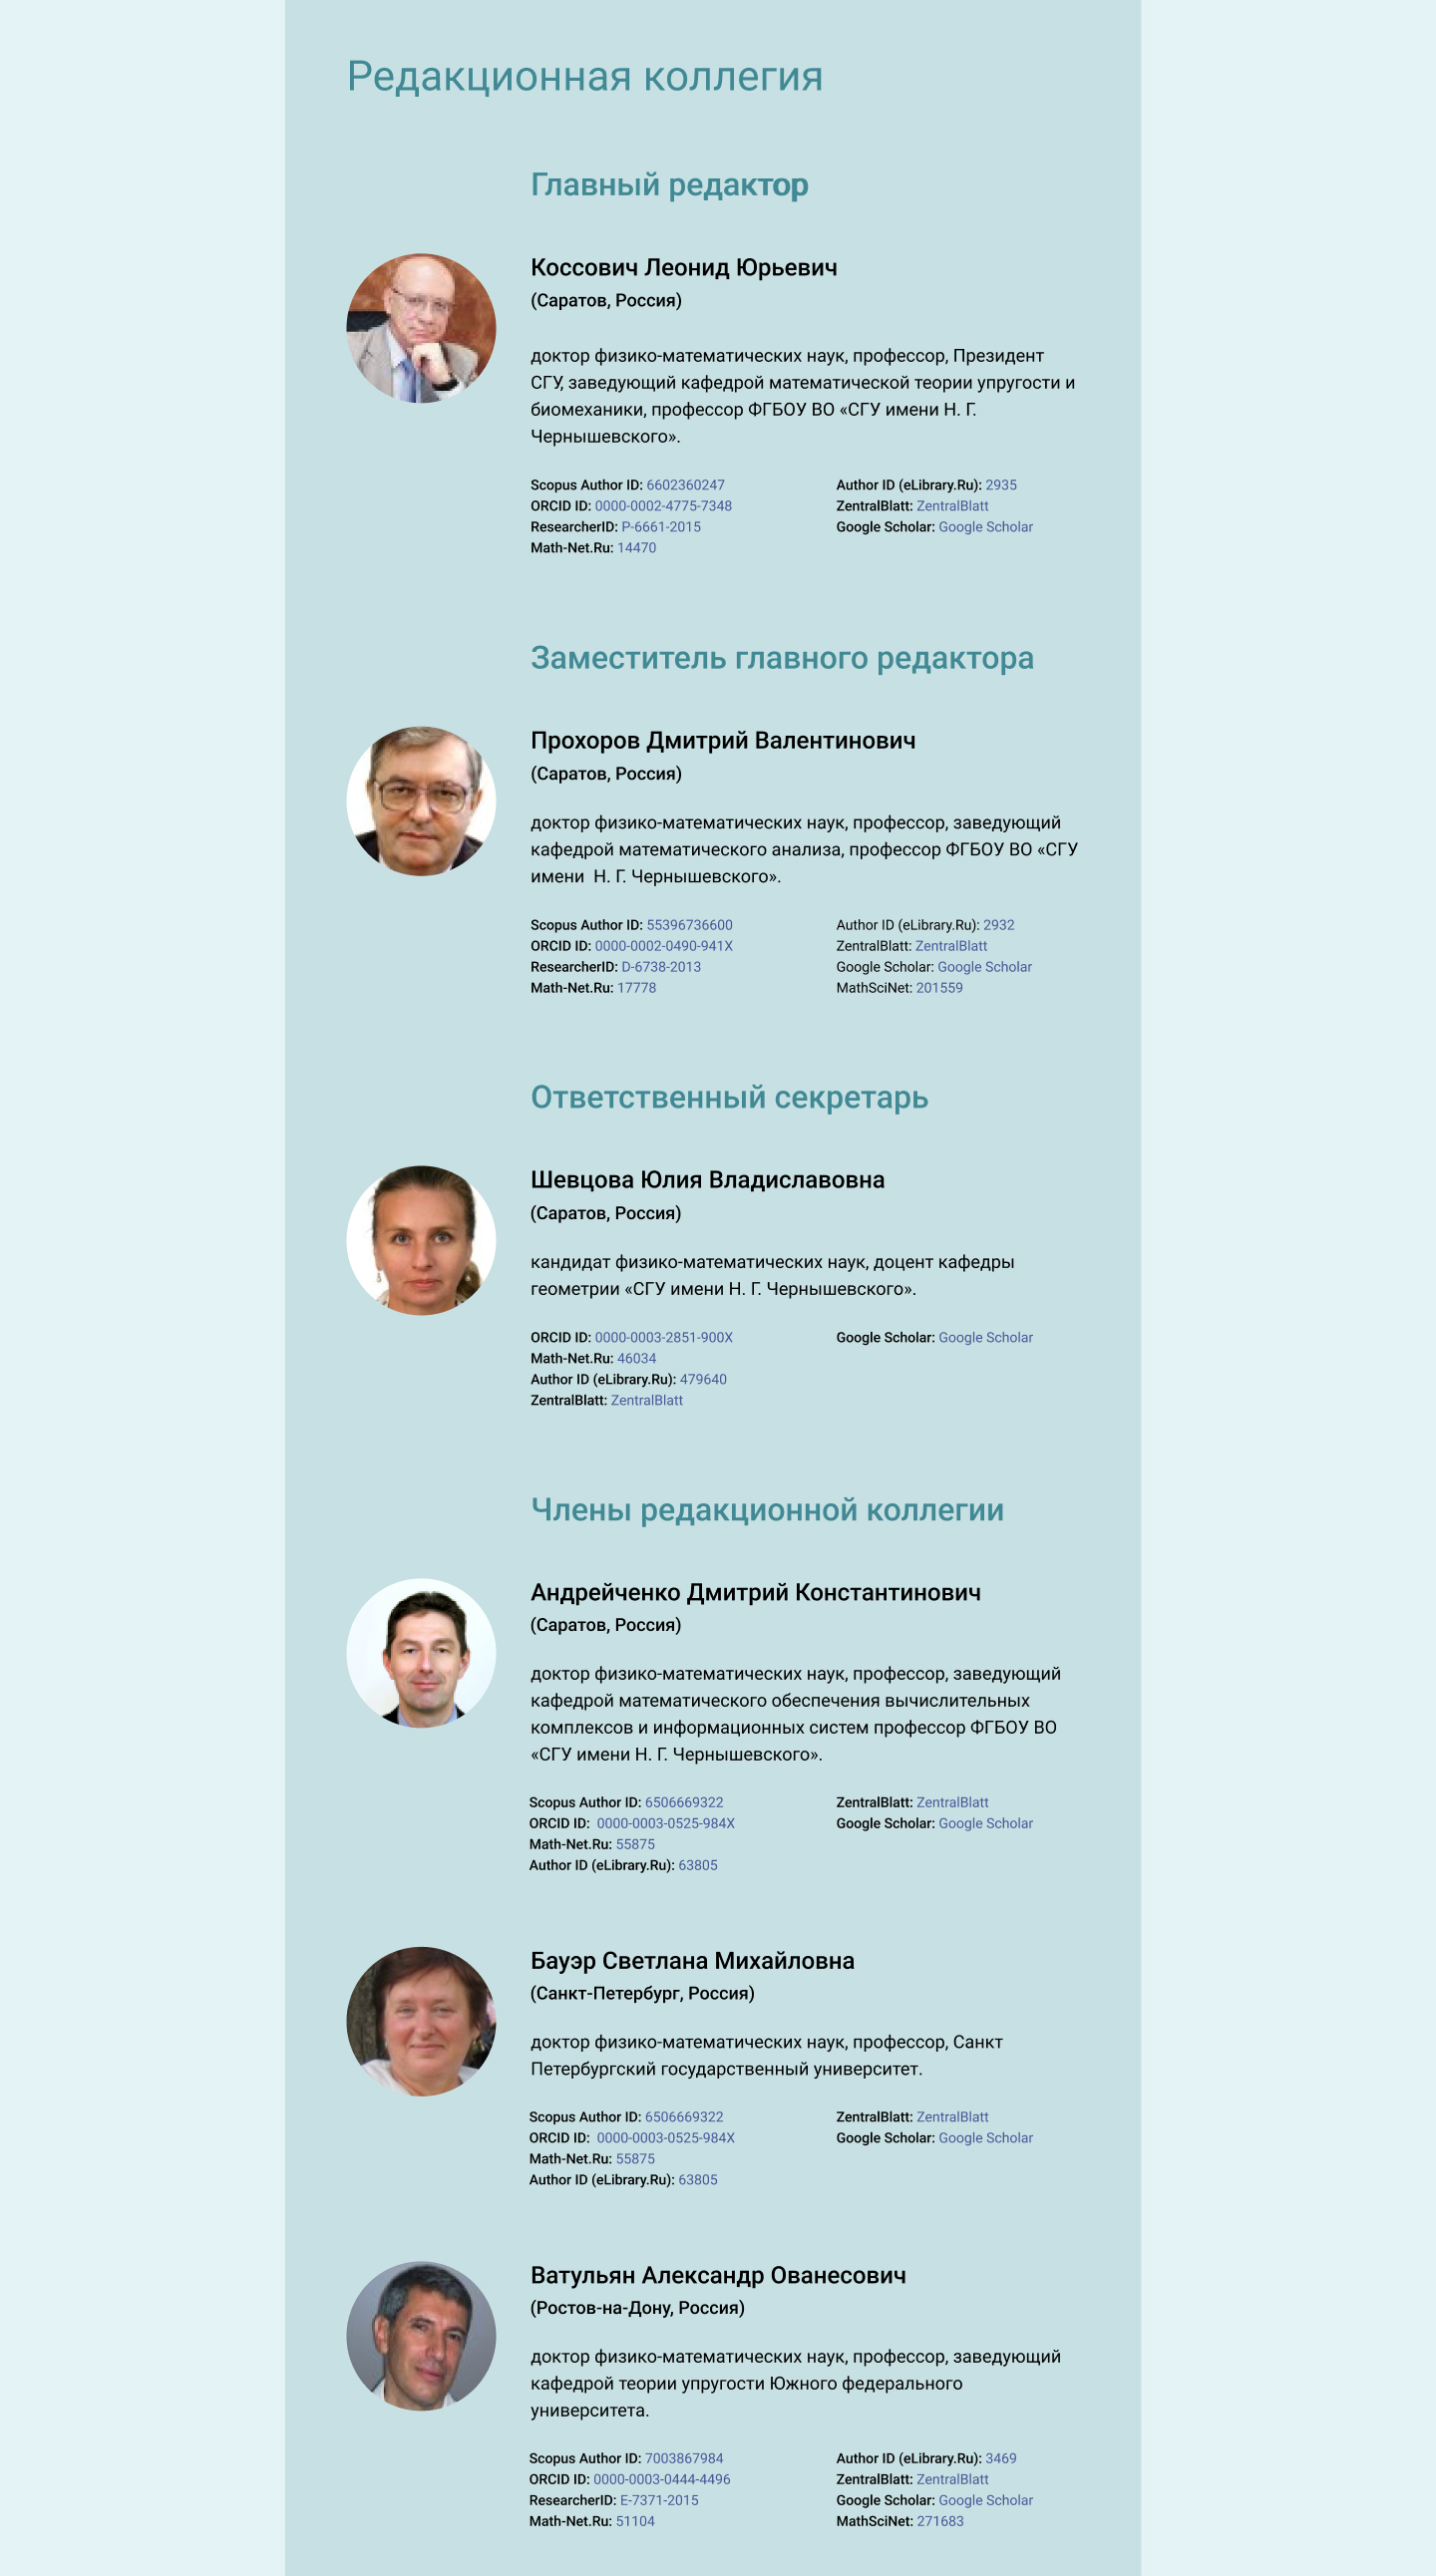 Редакционная коллегия
Главный редактор
Коссович Леонид Юрьевич
(Саратов, Россия)
доктор физико-математических наук, профессор, Президент
СГУ, заведующий кафедрой математической теории упругости и
биомеханики, профессор ФГБОУ ВО «СГУ имени Н. Г.
Чернышевского».
Scopus Author ID: 6602360247
ORCID ID: 0000-0002-4775-7348
ResearcherID: P-6661-2015
Math-Net.Ru: 14470
Author ID (eLibrary.Ru): 2935
ZentralBlatt: ZentralBlatt
Google Scholar: Google Scholar
Заместитель главного редактора
Прохоров Дмитрий Валентинович
(Саратов, Россия)
доктор физико-математических наук, профессор, заведующий
кафедрой математического анализа, профессор ФГБОУ ВО «СГУ
имени  Н. Г. Чернышевского».
Scopus Author ID: 55396736600
ORCID ID: 0000-0002-0490-941X
ResearcherID: D-6738-2013
Math-Net.Ru: 17778
Author ID (eLibrary.Ru): 2932
ZentralBlatt: ZentralBlatt
Google Scholar: Google Scholar
MathSciNet: 201559
Ответственный секретарь
Шевцова Юлия Владиславовна
(Саратов, Россия)
кандидат физико-математических наук, доцент кафедры
геометрии «СГУ имени Н. Г. Чернышевского».
ORCID ID: 0000-0003-2851-900X
Math-Net.Ru: 46034
Author ID (eLibrary.Ru): 479640
ZentralBlatt: ZentralBlatt
Google Scholar: Google Scholar
Члены редакционной коллегии
Андрейченко Дмитрий Константинович
(Саратов, Россия)
доктор физико-математических наук, профессор, заведующий
кафедрой математического обеспечения вычислительных
комплексов и информационных систем профессор ФГБОУ ВО
«СГУ имени Н. Г. Чернышевского».
Scopus Author ID: 6506669322
ORCID ID:  0000-0003-0525-984X
Math-Net.Ru: 55875
Author ID (eLibrary.Ru): 63805
ZentralBlatt: ZentralBlatt
Google Scholar: Google Scholar
Бауэр Светлана Михайловна
(Санкт-Петербург, Россия)
доктор физико-математических наук, профессор, Санкт
Петербургский государственный университет.
Scopus Author ID: 6506669322
ORCID ID:  0000-0003-0525-984X
Math-Net.Ru: 55875
Author ID (eLibrary.Ru): 63805
ZentralBlatt: ZentralBlatt
Google Scholar: Google Scholar
Ватульян Александр Ованесович
(Ростов-на-Дону, Россия)
доктор физико-математических наук, профессор, заведующий
кафедрой теории упругости Южного федерального
университета.
Scopus Author ID: 7003867984
ORCID ID: 0000-0003-0444-4496
ResearcherID: E-7371-2015
Math-Net.Ru: 51104
Author ID (eLibrary.Ru): 3469
ZentralBlatt: ZentralBlatt
Google Scholar: Google Scholar
MathSciNet: 271683